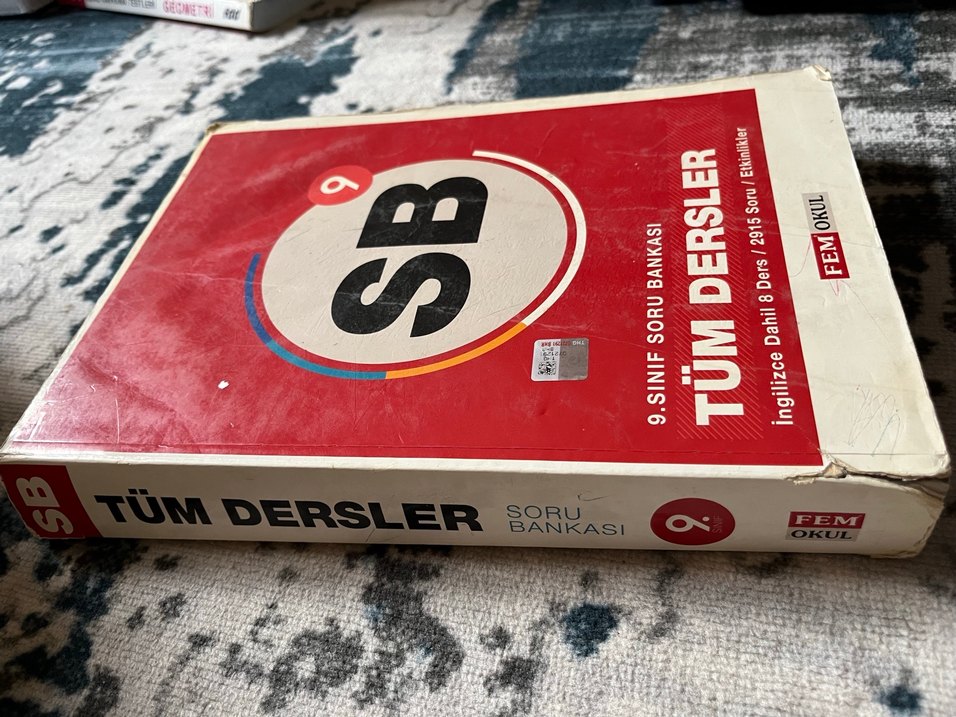 GEOMETRİ
9
SB
9. SINIF SORU BANKASI
TÜM DERSLER
İngilizce Dahil 8 Ders / 2915 Soru / Etkinlikler
FEM OKUL
SB
TÜM DERSLER
SORU
BANKASI
9.
SINIF
FEM
OKUL